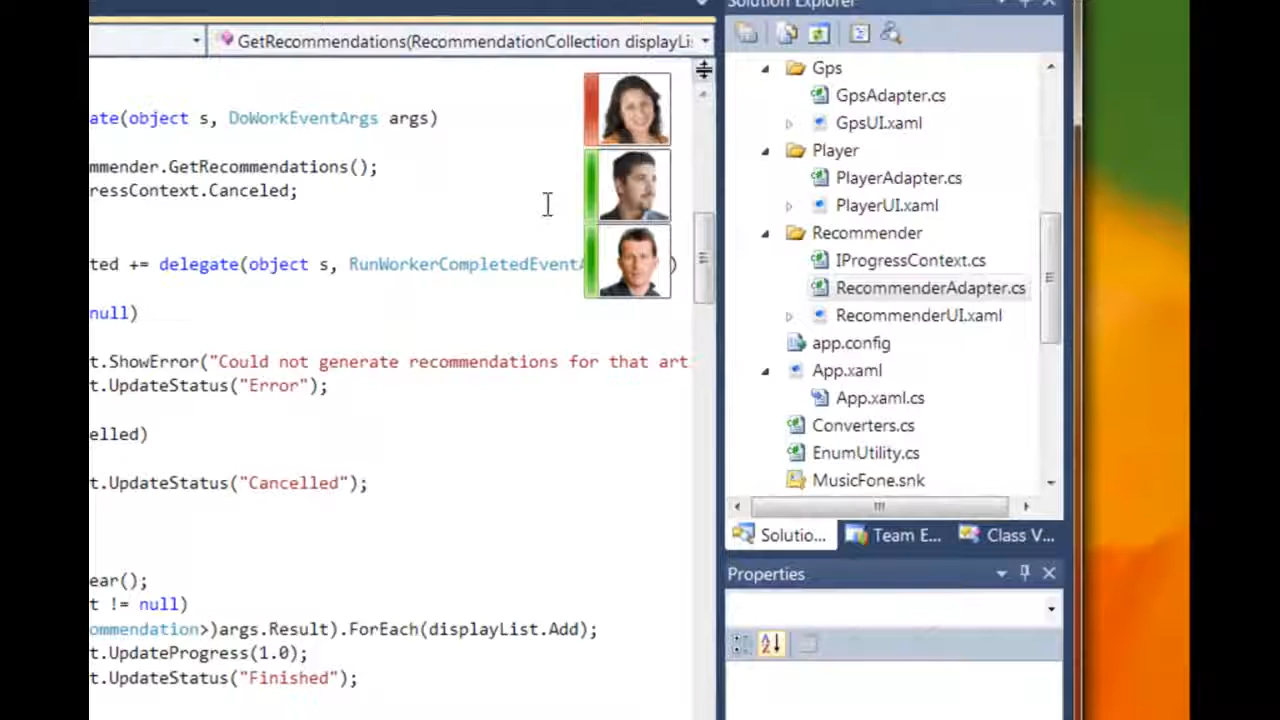 Solution Explorer
GetRecommendations(RecommendationCollection displayLi
ate(object s, DoWorkEventArgs args)
mmender.GetRecommendations();
ressContext.Canceled;
ted += delegate(object s, RunWorkerCompletedEventA )
null)
t.ShowError("Could not generate recommendations for that art
t.UpdateStatus("Error");
elled)
t.UpdateStatus("Cancelled");
ear();
t != null)
ommendation>)args.Result).ForEach(displayList.Add);
t.UpdateProgress(1.0);
t.UpdateStatus("Finished");
Gps
GpsAdapter.cs
GpsUI.xaml
Player
PlayerAdapter.cs
PlayerUI.xaml
Recommender
IProgressContext.cs
RecommenderAdapter.cs
RecommenderUI.xaml
app.config
App.xaml
App.xaml.cs
Converters.cs
EnumUtility.cs
MusicFone.snk
Solutio... Team E... Class V...
Properties